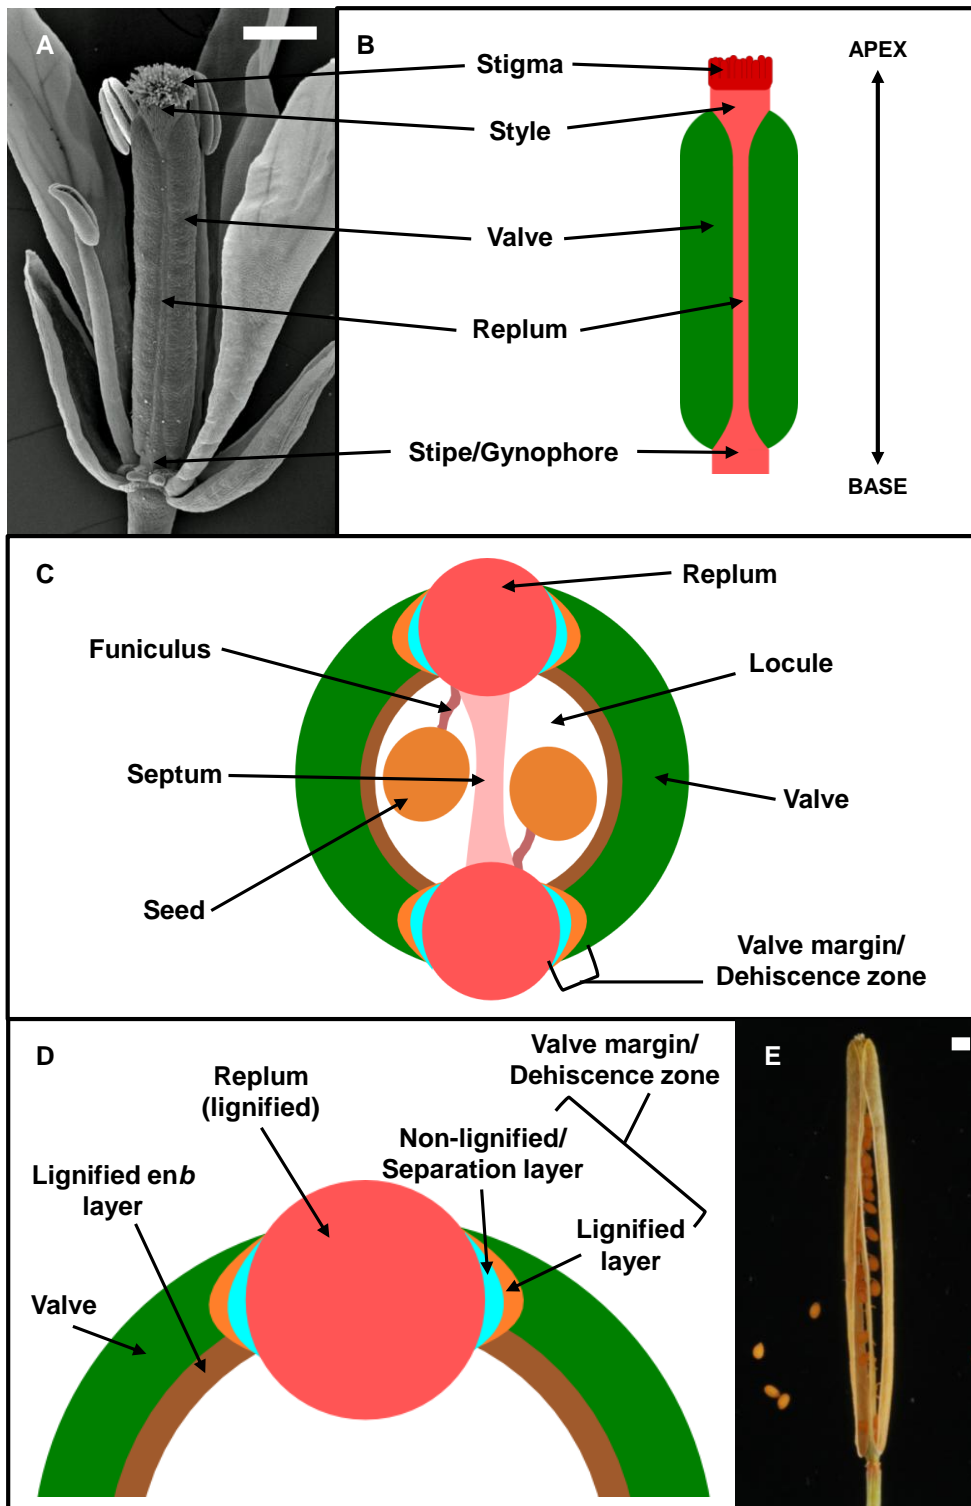 A
B
Stigma
Style
Valve
Replum
Stipe/Gynophore
APEX
BASE
C
Replum
Funiculus
Locule
Septum
Valve
Seed
Valve margin/
Dehiscence zone
D
Valve margin/
Dehiscence zone
Replum
(lignified)
Non-lignified/
Separation layer
Lignified enb
layer
Lignified
layer
Valve
E